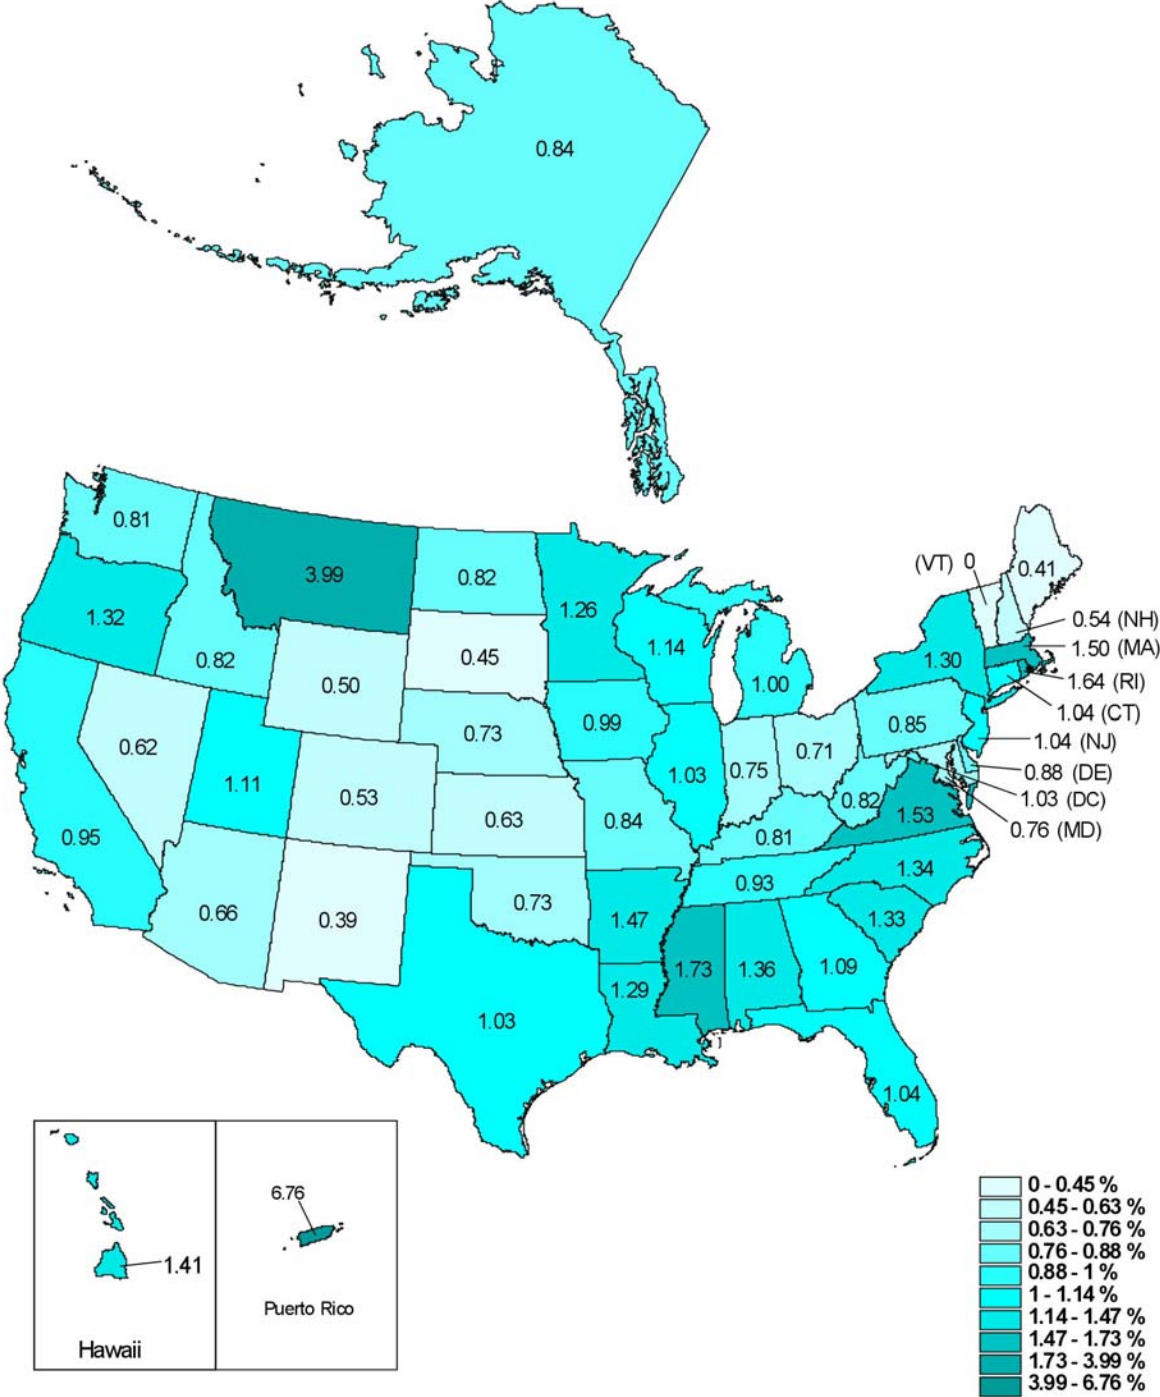 0.84
0.81
3.99
0.82
1.26
1.32
0.82
0.45
0.50
1.14
1.00
(VT) 0
0.41
0.54 (NH)
1.50 (MA)
1.30
1.64 (RI)
1.04 (CT)
0.62
1.11
0.73
0.99
0.85
1.04 (NJ)
0.53
1.03
0.75
0.71
0.88 (DE)
1.03 (DC)
0.76 (MD)
0.95
0.63
0.84
0.82
1.53
0.81
0.66
0.39
0.73
0.93
1.34
1.47
1.33
1.73
1.36
1.09
1.29
1.03
1.04
6.76
1.41
Puerto Rico
Hawaii
0 - 0.45 %
0.45 - 0.63 %
0.63 - 0.76 %
0.76 - 0.88 %
0.88 - 1 %
1 - 1.14 %
1.14 - 1.47 %
1.47 - 1.73 %
1.73 - 3.99 %
3.99 - 6.76 %